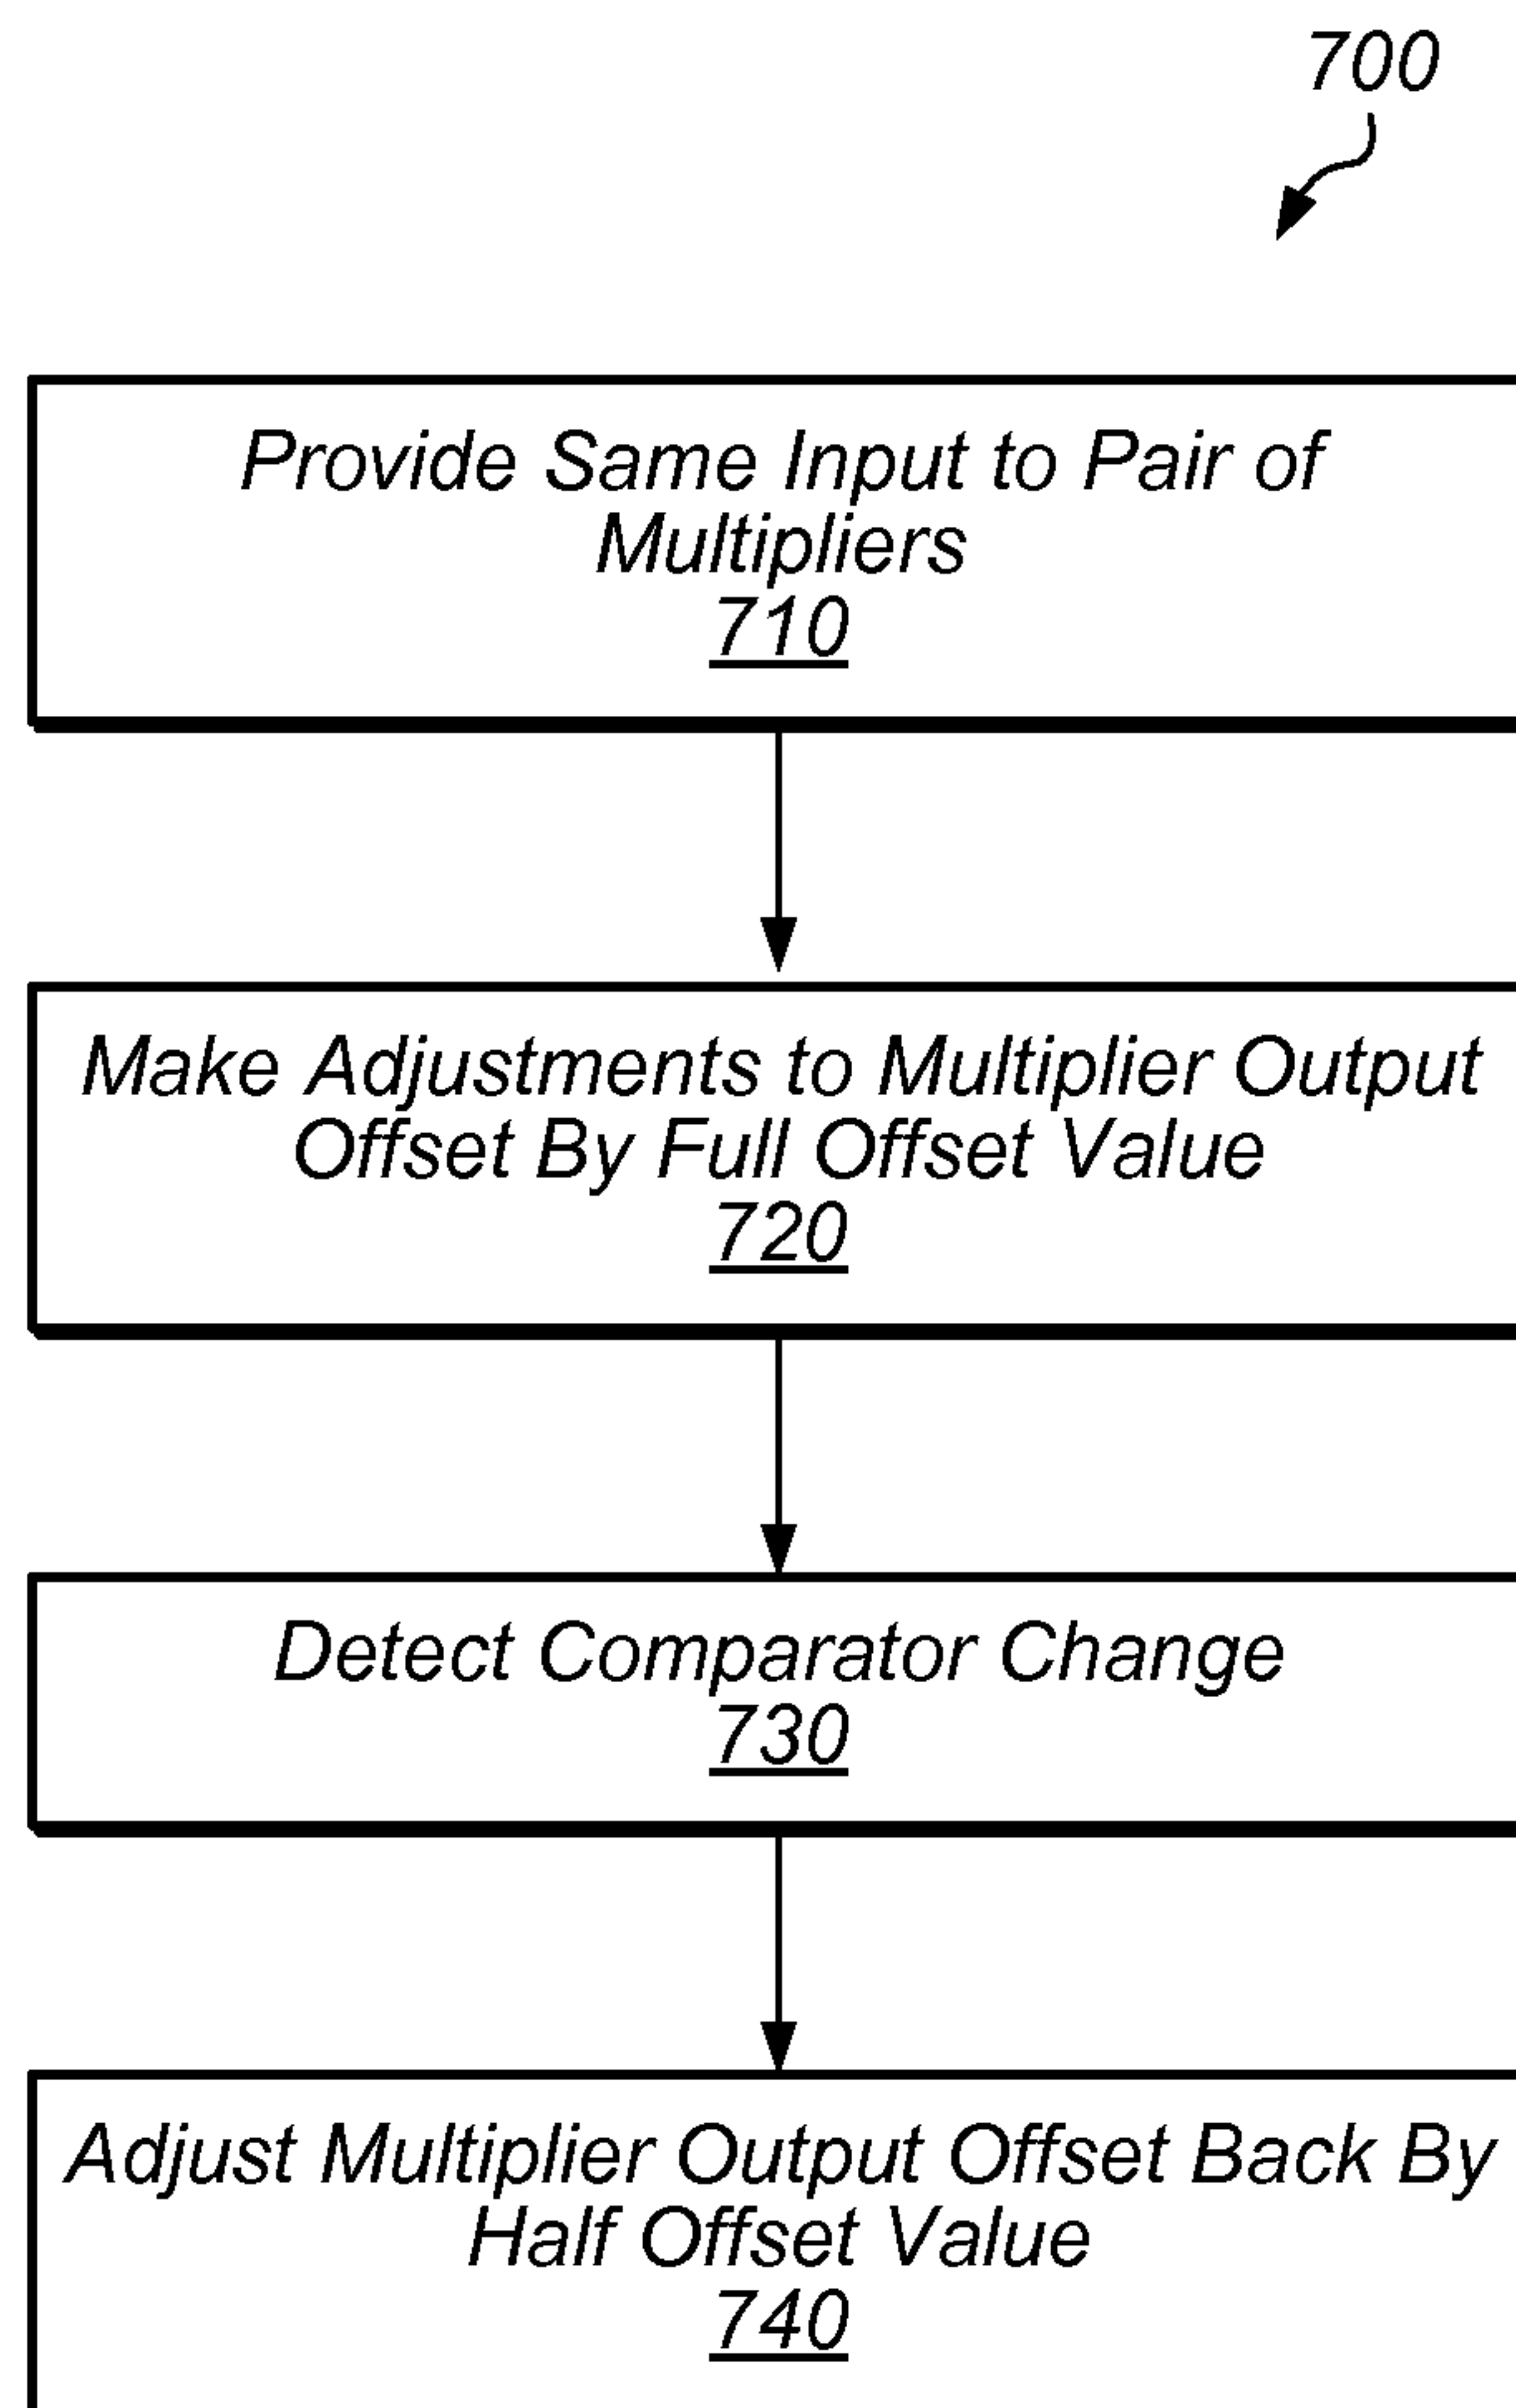 700
Provide Same Input to Pair of
Multipliers
710
Make Adjustments to Multiplier Output
Offset By Full Offset Value
720
Detect Comparator Change
730
Adjust Multiplier Output Offset Back By
Half Offset Value
740